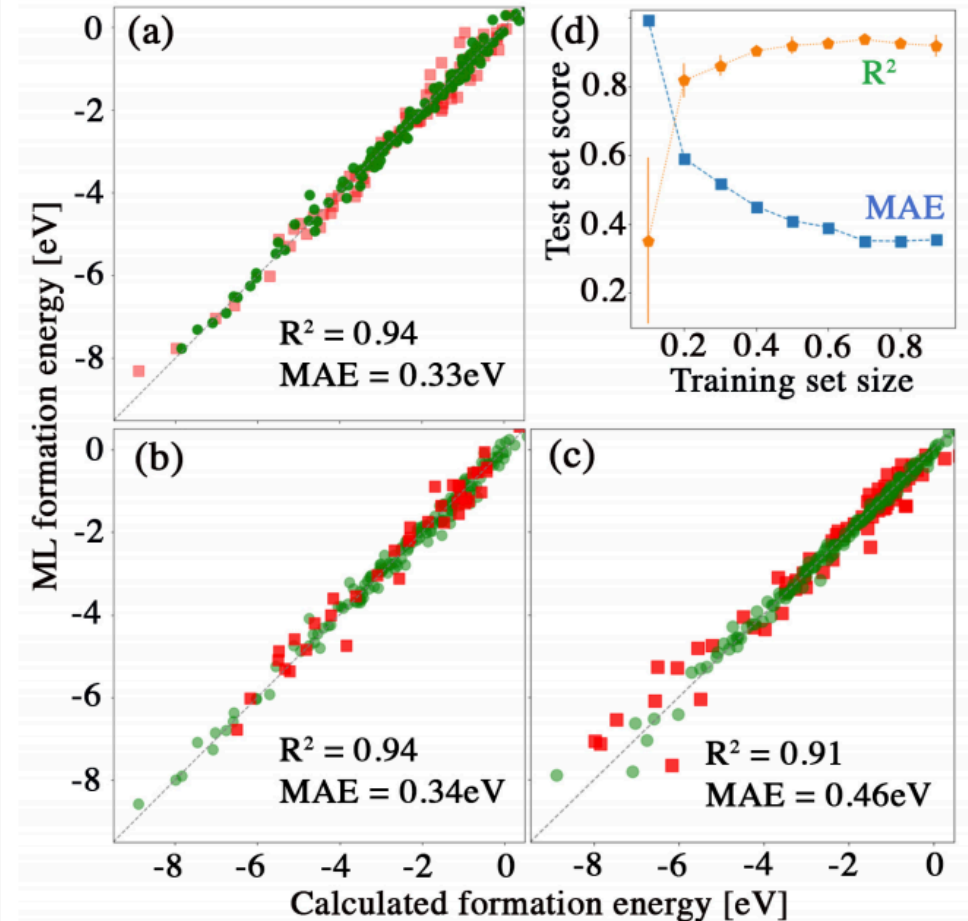 (a)
0
-2
-4
-6
-8
R² = 0.94
MAE = 0.33eV
(d)
0.8
0.6
0.4
0.2
R²
MAE
0.2 0.4 0.6 0.8
Training set size
Test set score
ML formation energy [eV]
(b)
0
-2
-4
-6
-8
R² = 0.94
MAE = 0.34eV
-8 -6 -4 -2 0
(c)
R² = 0.91
MAE = 0.46eV
-8 -6 -4 -2 0
Calculated formation energy [eV]